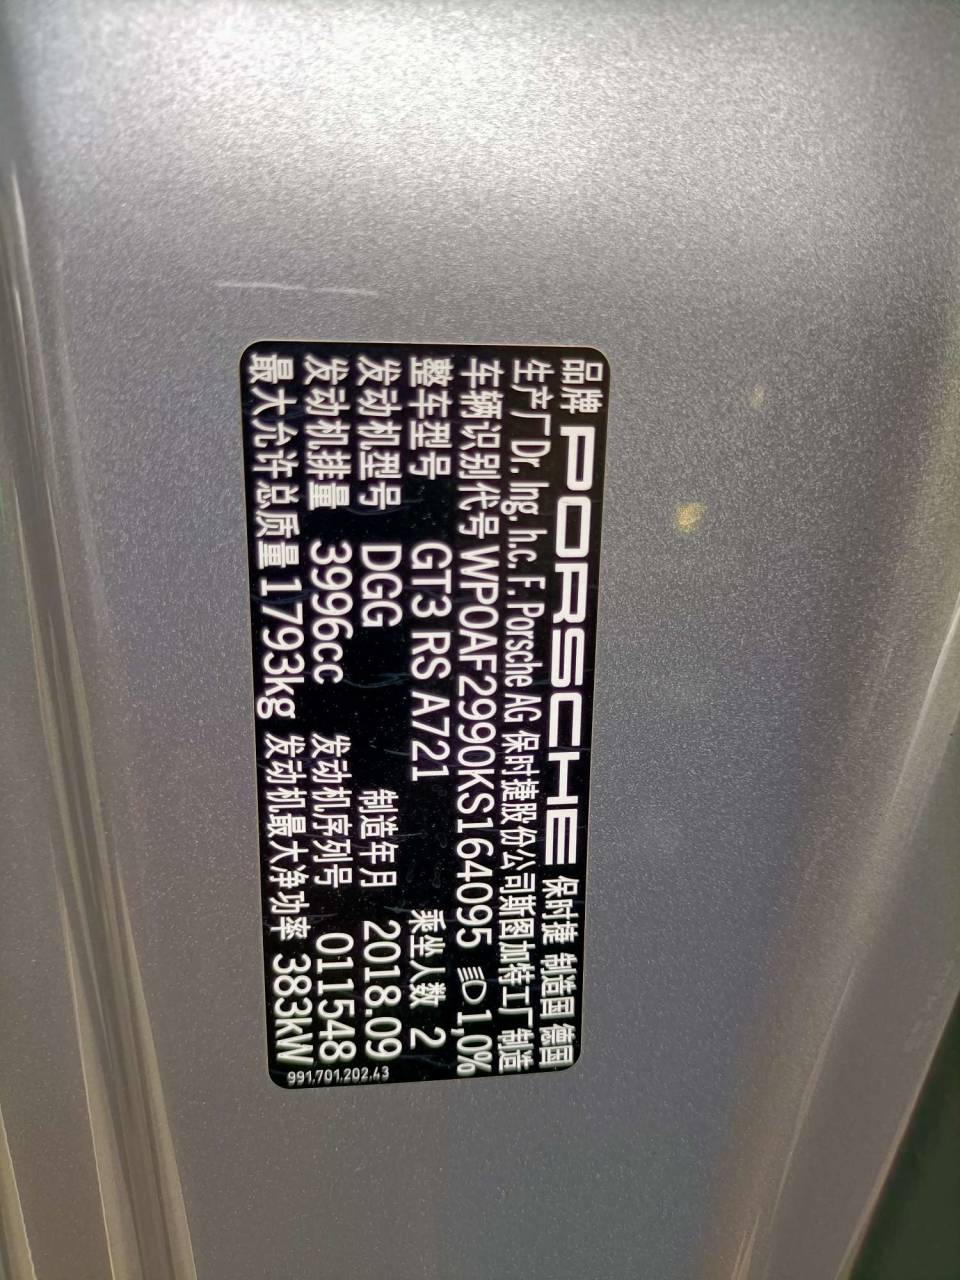 品牌 PORSCHE 保时捷 制造国 德国
生产厂Dr. Ing. h.c. F. Porsche AG 保时捷股份公司斯图加特工厂 制造
车辆识别代号 WP0AF2990KS164095 1,0%
整车型号 GT3 RS A721 乘坐人数 2
发动机型号 DGG 制造年月 2018.09
发动机排量 3996cc 发动机序列号 011548
最大允许总质量 1793kg 发动机最大净功率 383kW
991.701.202.43